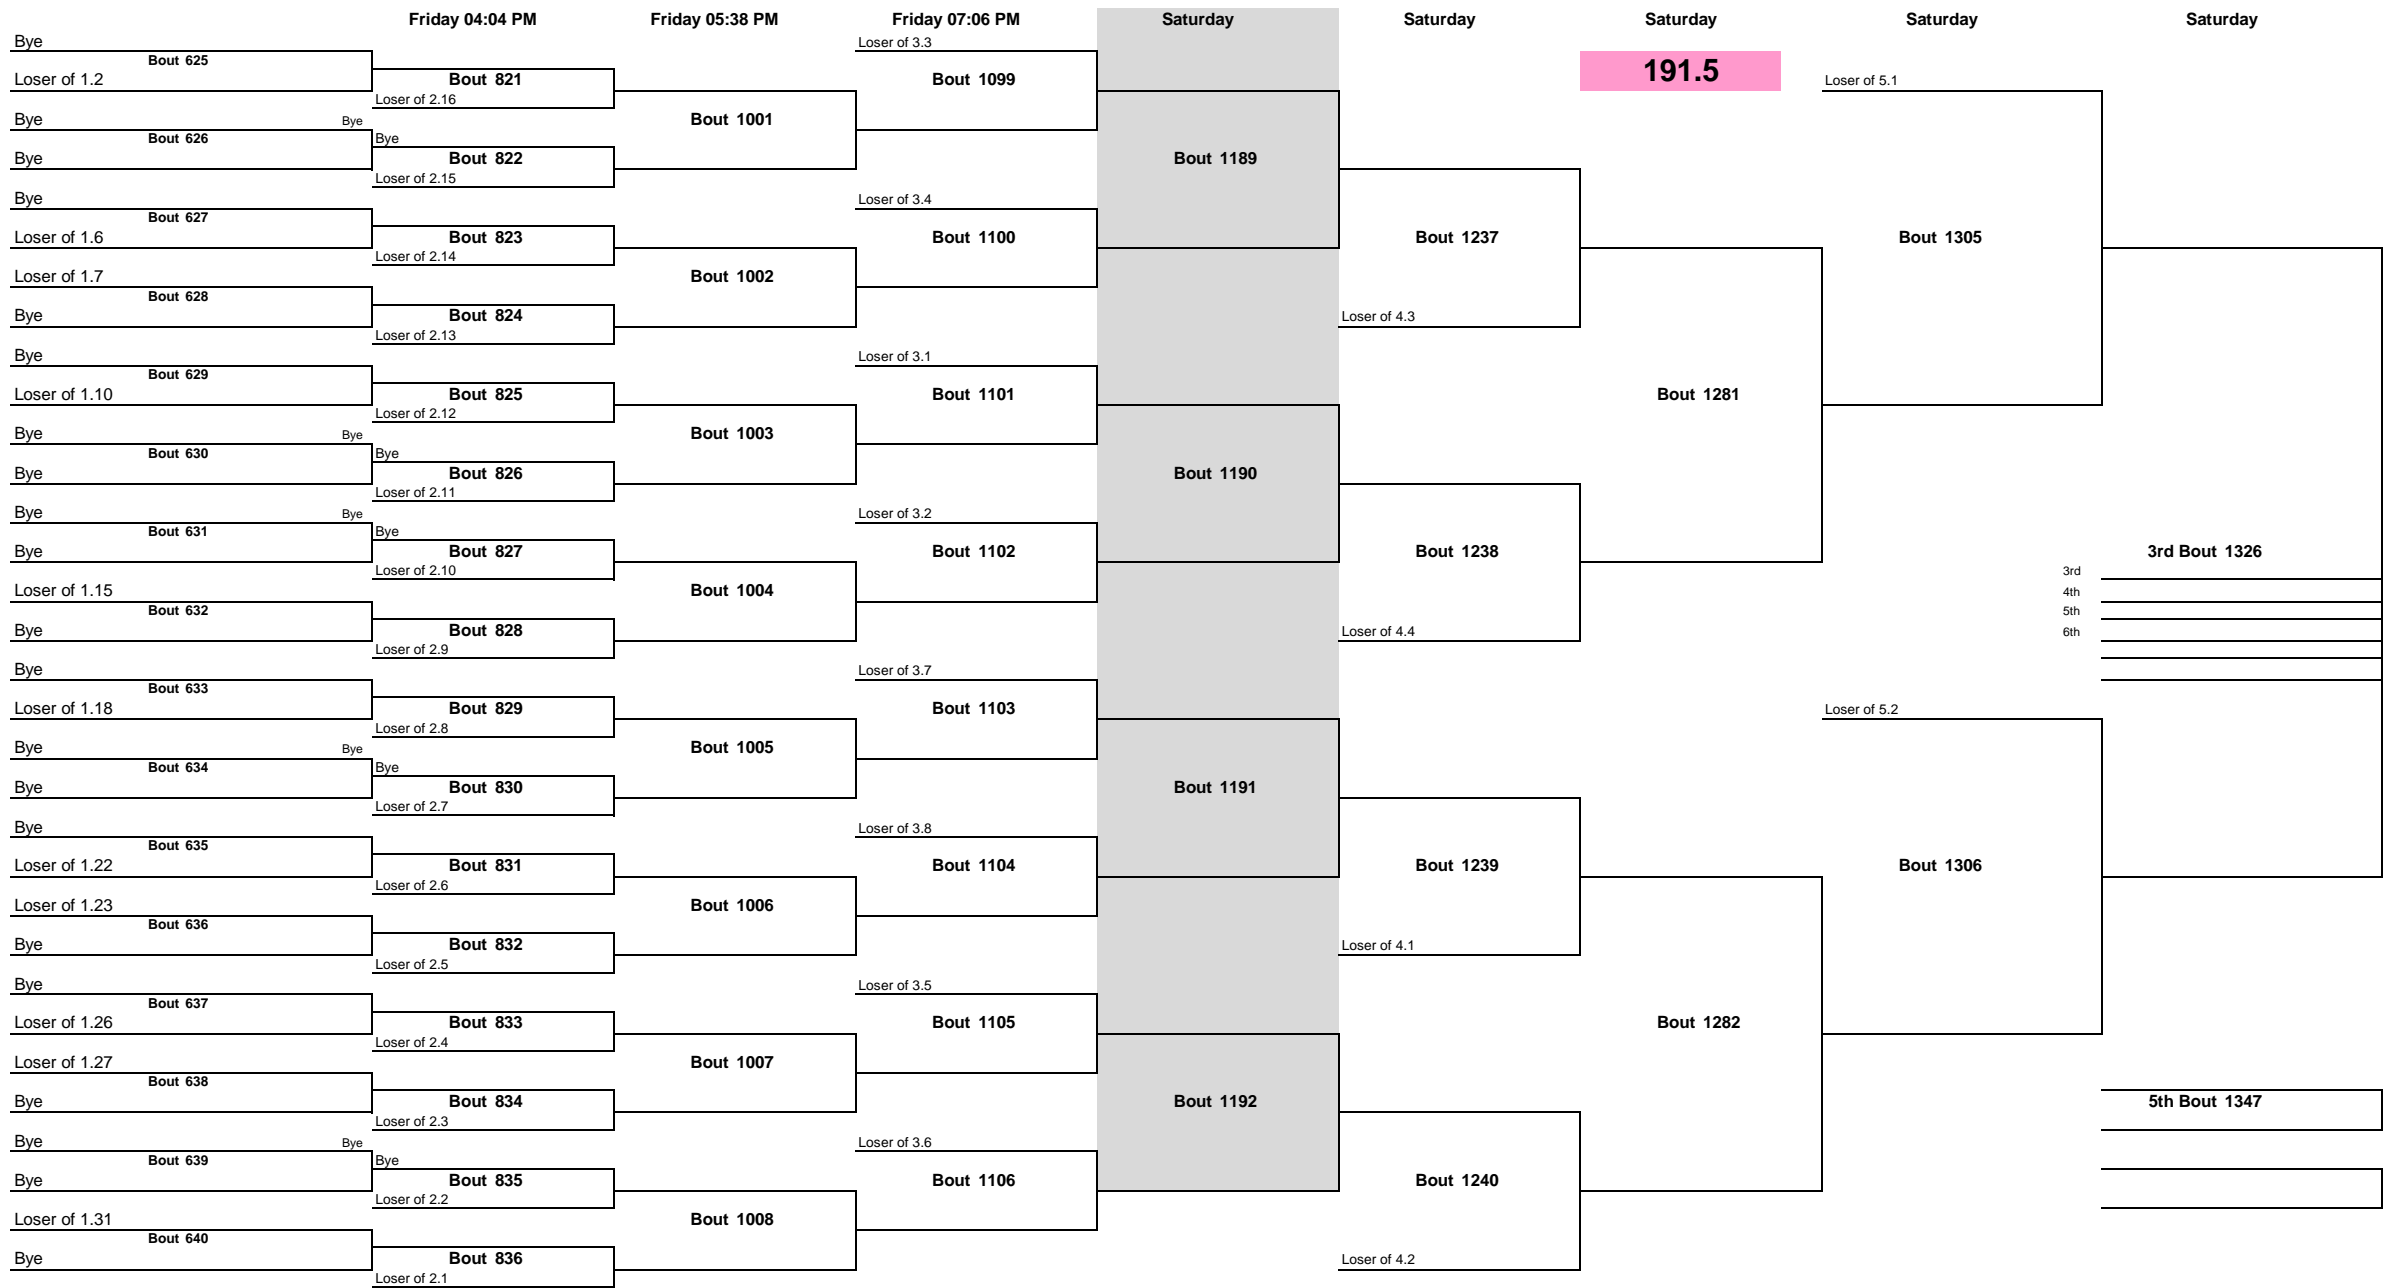 Friday 04:04 PM Friday 05:38 PM Friday 07:06 PM Saturday Saturday Saturday Saturday Saturday
Bye Loser of 3.3
Bout 625
Loser of 1.2 Bout 821 Bout 1099 191.5 Loser of 5.1
Loser of 2.16
Bye Bye Bout 1001
Bout 626 Bye
Bye Bout 822 Bout 1189
Loser of 2.15
Bye Loser of 3.4
Bout 627
Loser of 1.6 Bout 823 Bout 1100 Bout 1237 Bout 1305
Loser of 2.14
Loser of 1.7 Bout 1002
Bout 628
Bye Bout 824 Loser of 4.3
Loser of 2.13
Bye Loser of 3.1
Bout 629
Loser of 1.10 Bout 825 Bout 1101 Bout 1281
Loser of 2.12
Bye Bye Bout 1003
Bout 630 Bye
Bye Bout 826 Bout 1190
Loser of 2.11
Bye Bye Loser of 3.2
Bout 631 Bye
Bye Bout 827 Bout 1102 Bout 1238 3rd Bout 1326
Loser of 2.10 3rd
Loser of 1.15 Bout 1004 4th
Bout 632 5th
Bye Bout 828 Loser of 4.4 6th
Loser of 2.9
Bye Loser of 3.7
Bout 633
Loser of 1.18 Bout 829 Bout 1103 Loser of 5.2
Loser of 2.8
Bye Bye Bout 1005
Bout 634 Bye
Bye Bout 830 Bout 1191
Loser of 2.7
Bye Loser of 3.8
Bout 635
Loser of 1.22 Bout 831 Bout 1104 Bout 1239 Bout 1306
Loser of 2.6
Loser of 1.23 Bout 1006
Bout 636
Bye Bout 832 Loser of 4.1
Loser of 2.5
Bye Loser of 3.5
Bout 637
Loser of 1.26 Bout 833 Bout 1105 Bout 1282
Loser of 2.4
Loser of 1.27 Bout 1007
Bout 638
Bye Bout 834 Bout 1192 5th Bout 1347
Loser of 2.3
Bye Bye Loser of 3.6
Bout 639 Bye
Bye Bout 835 Bout 1106 Bout 1240
Loser of 2.2
Loser of 1.31 Bout 1008
Bout 640
Bye Bout 836 Loser of 4.2
Loser of 2.1